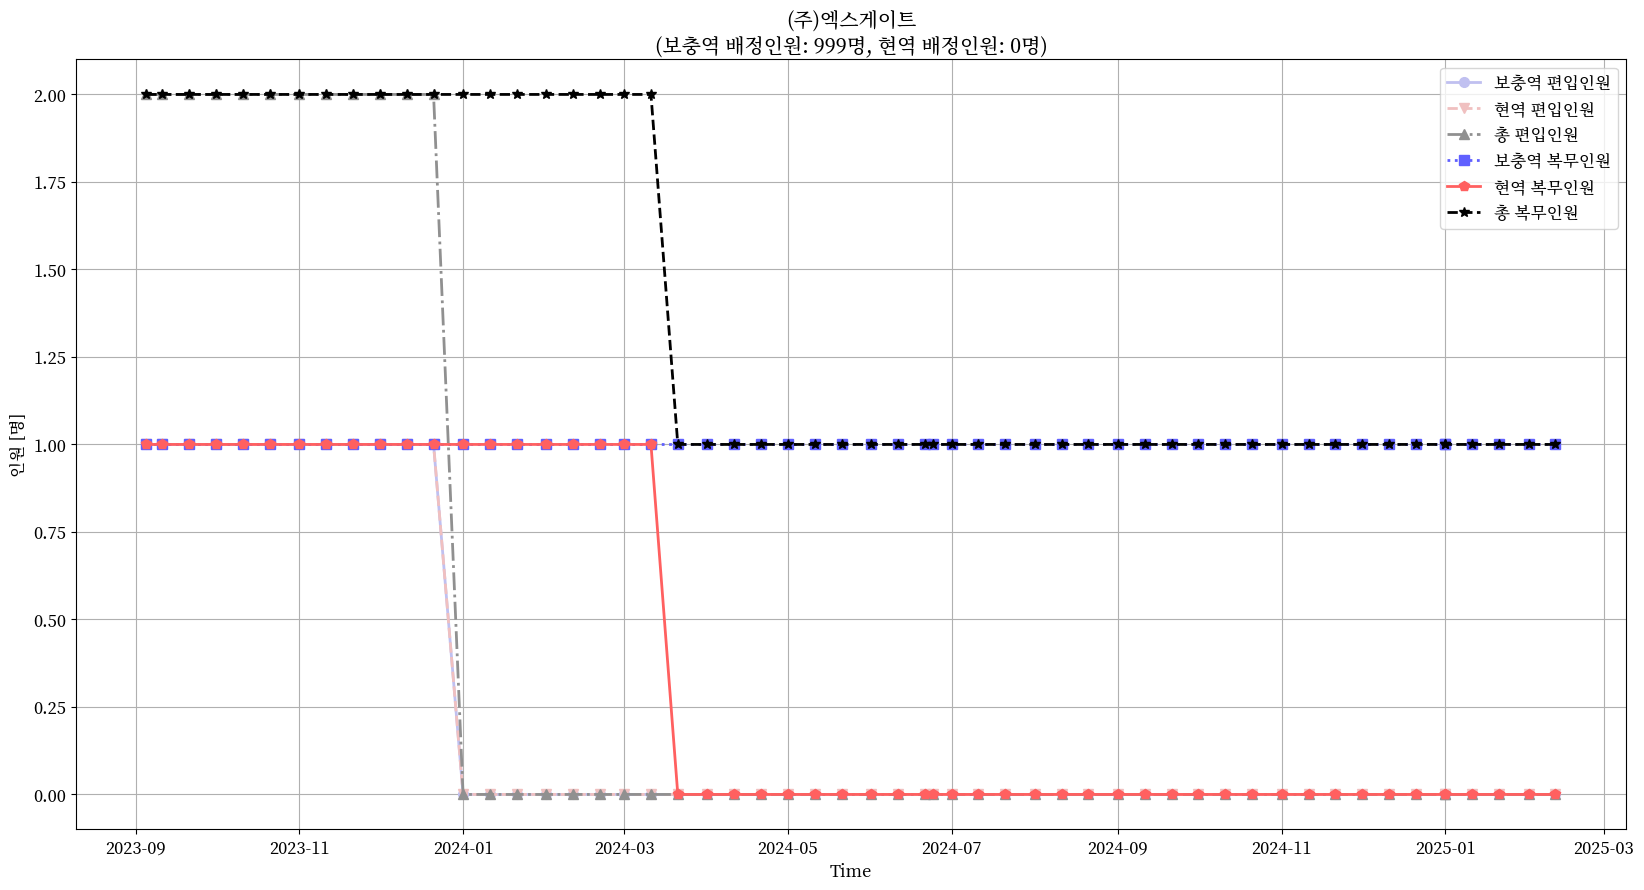 (주)엑스게이트
(보충역 배정인원: 999명, 현역 배정인원: 0명)
보충역 편입인원
현역 편입인원
총 편입인원
보충역 복무인원
현역 복무인원
총 복무인원
인원 [명]
2.00
1.75
1.50
1.25
1.00
0.75
0.50
0.25
0.00
2023-09 2023-11 2024-01 2024-03 2024-05 2024-07 2024-09 2024-11 2025-01 2025-03
Time